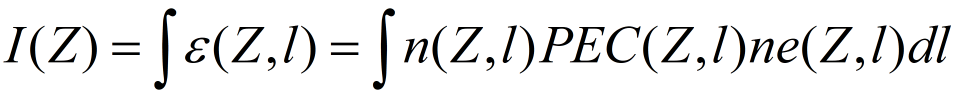 I(Z) = ∫ε(Z,l) = ∫n(Z,l)PEC(Z,l)ne(Z,l)dl